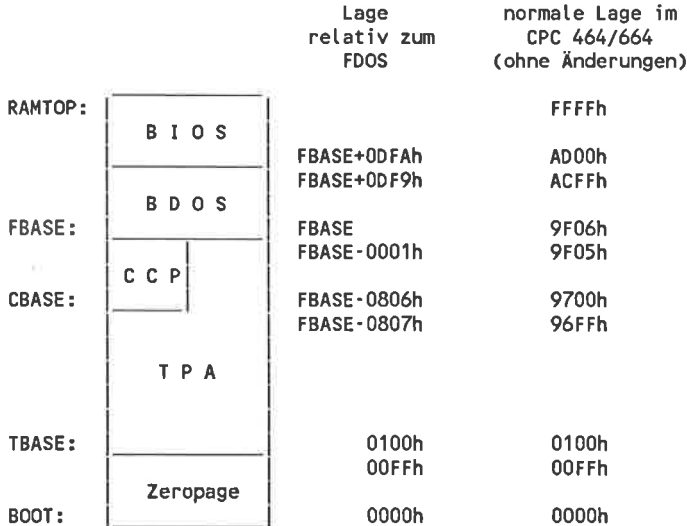 Lage normale Lage im
relativ zum CPC 464/664
FDOS (ohne Änderungen)
RAMTOP: FFFFh
B I O S
FBASE+0DFAh AD00h
FBASE+0DF9h ACFFh
B D O S
FBASE: FBASE 9F06h
FBASE-0001h 9F05h
C C P
CBASE: FBASE-0806h 9700h
FBASE-0807h 96FFh
T P A
TBASE: 0100h 0100h
00FFh 00FFh
Zeropage
BOOT: 0000h 0000h